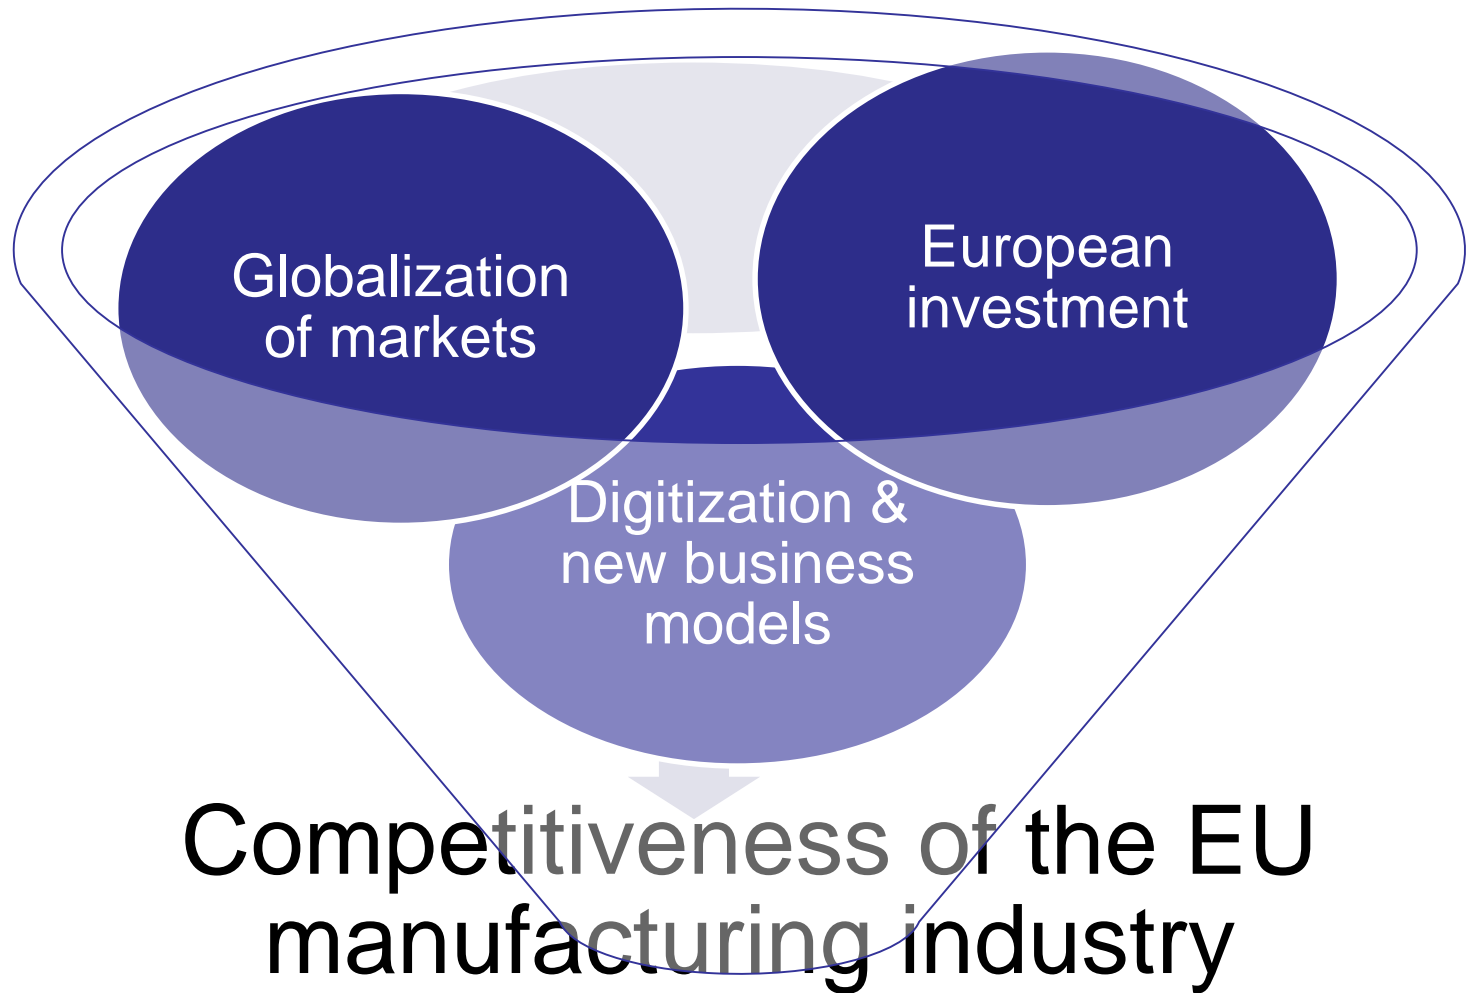 Globalization
of markets
European
investment
Digitization &
new business
models
Competitiveness of the EU
manufacturing industry